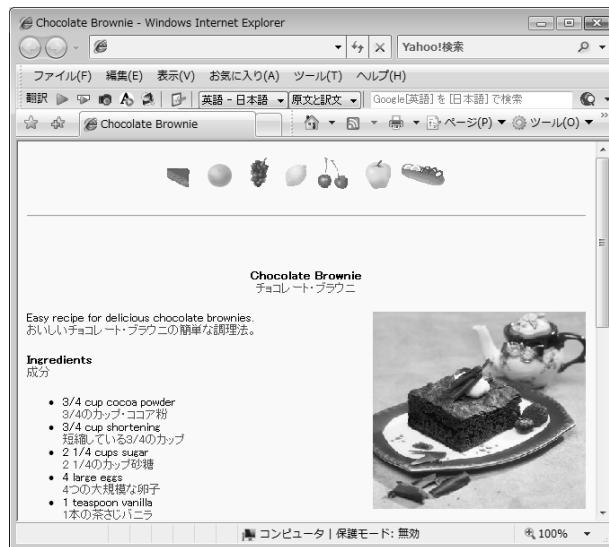 Chocolate Brownie - Windows Internet Explorer
Yahoo!検索
ファイル(F) 編集(E) 表示(V) お気に入り(A) ツール(T) ヘルプ(H)
翻訳 英語 - 日本語 原文と訳文 Google[英語] を [日本語] で検索
Chocolate Brownie ページ(P) ツール(O) »
Chocolate Brownie
チョコレート・ブラウニ
Easy recipe for delicious chocolate brownies.
おいしいチョコレート・ブラウニの簡単な調理法。
Ingredients
成分
• 3/4 cup cocoa powder
3/4のカップ・ココア粉
• 3/4 cup shortening
短縮している3/4のカップ
• 2 1/4 cups sugar
2 1/4のカップ砂糖
• 4 large eggs
4つの大規模な卵子
• 1 teaspoon vanilla
1本の茶さじバニラ
コンピュータ | 保護モード: 無効 100%